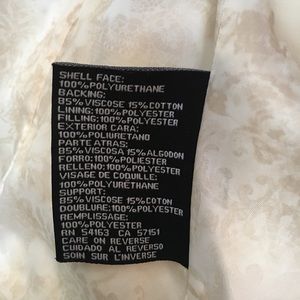 SHELL FACE:
100%POLYURETHANE
BACKING:
85%VISCOSE 15%COTTON
LINING:100%POLYESTER
FILLING:100%POLYESTER
EXTERIOR CARA:
100%POLIURETANO
PARTE ATRAS:
85%VISCOSA 15%ALGODON
FORRO:100%POLIESTER
RELLENO:100%POLIESTER
VISAGE DE COQUILLE:
100%POLYURÉTHANE
SUPPORT:
85%VISCOSE 15%COTON
DOUBLURE:100%POLYESTER
REMPLISSAGE:
100%POLYESTER
RN 54163 CA 57151
CARE ON REVERSE
CUIDADO AL REVERSO
SOIN SUR L'INVERSE